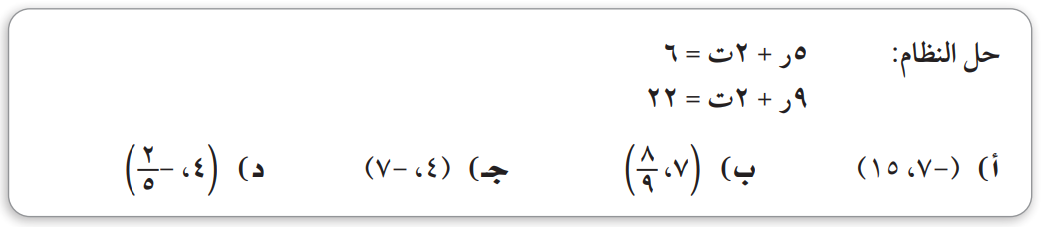 حل النظام: ٥ر + ٢ت = ٦
٩ر + ٢ت = ٢٢
أ) (−٧، ١٥) ب) (٧، ٨/٩) جـ) (٤، −٧) د) (٤، −٢/٥)